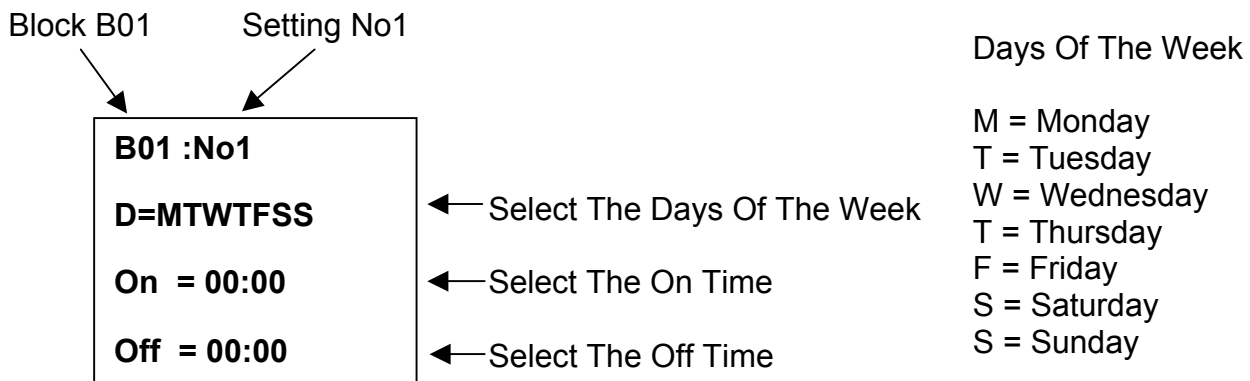 Block B01 Setting No1
B01 :No1
D=MTWTFSS
Select The Days Of The Week
On = 00:00
Select The On Time
Off = 00:00
Select The Off Time
Days Of The Week
M = Monday
T = Tuesday
W = Wednesday
T = Thursday
F = Friday
S = Saturday
S = Sunday